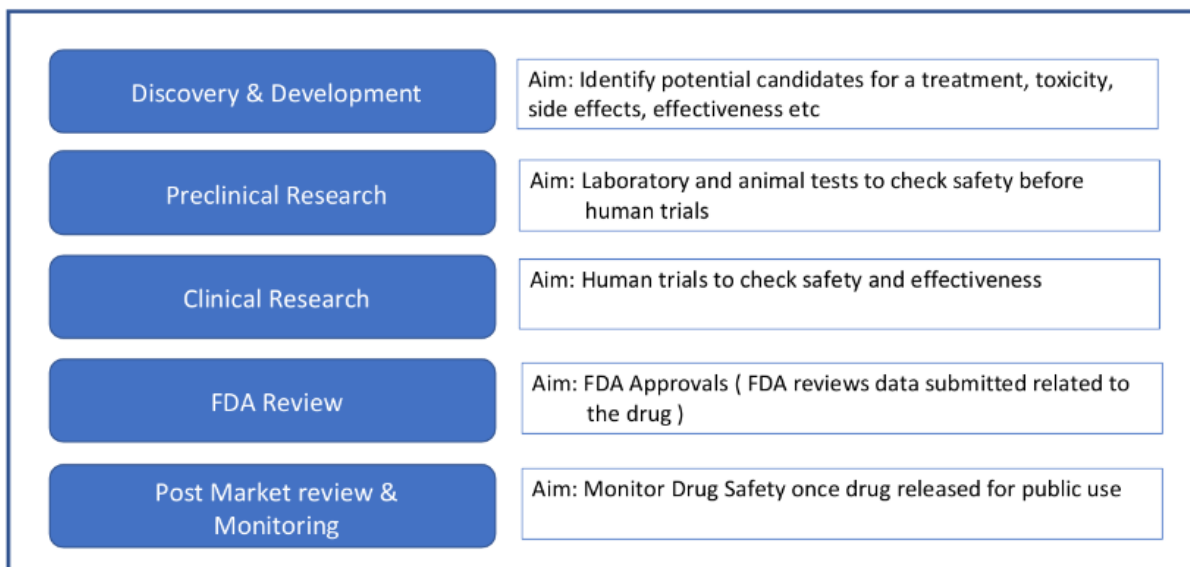 Discovery & Development
Aim: Identify potential candidates for a treatment, toxicity,
side effects, effectiveness etc
Preclinical Research
Aim: Laboratory and animal tests to check safety before
human trials
Clinical Research
Aim: Human trials to check safety and effectiveness
FDA Review
Aim: FDA Approvals ( FDA reviews data submitted related to
the drug )
Post Market review &
Monitoring
Aim: Monitor Drug Safety once drug released for public use